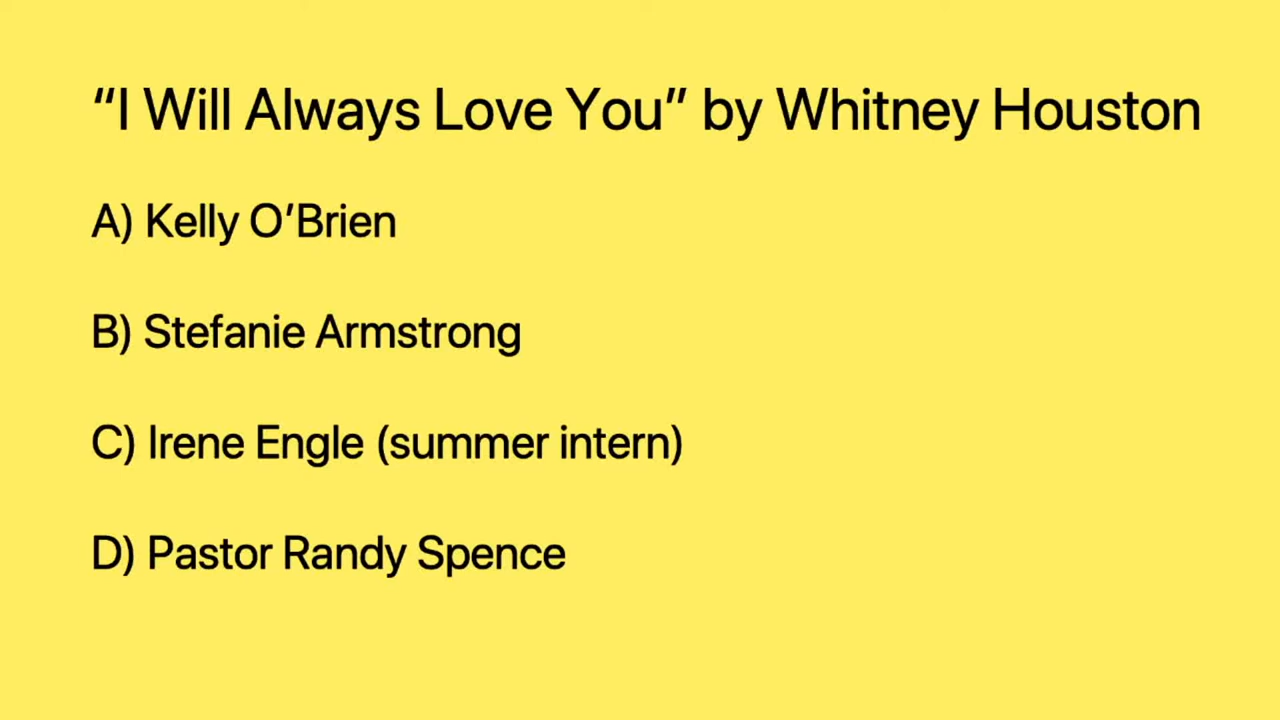 “I Will Always Love You” by Whitney Houston
A) Kelly O’Brien
B) Stefanie Armstrong
C) Irene Engle (summer intern)
D) Pastor Randy Spence